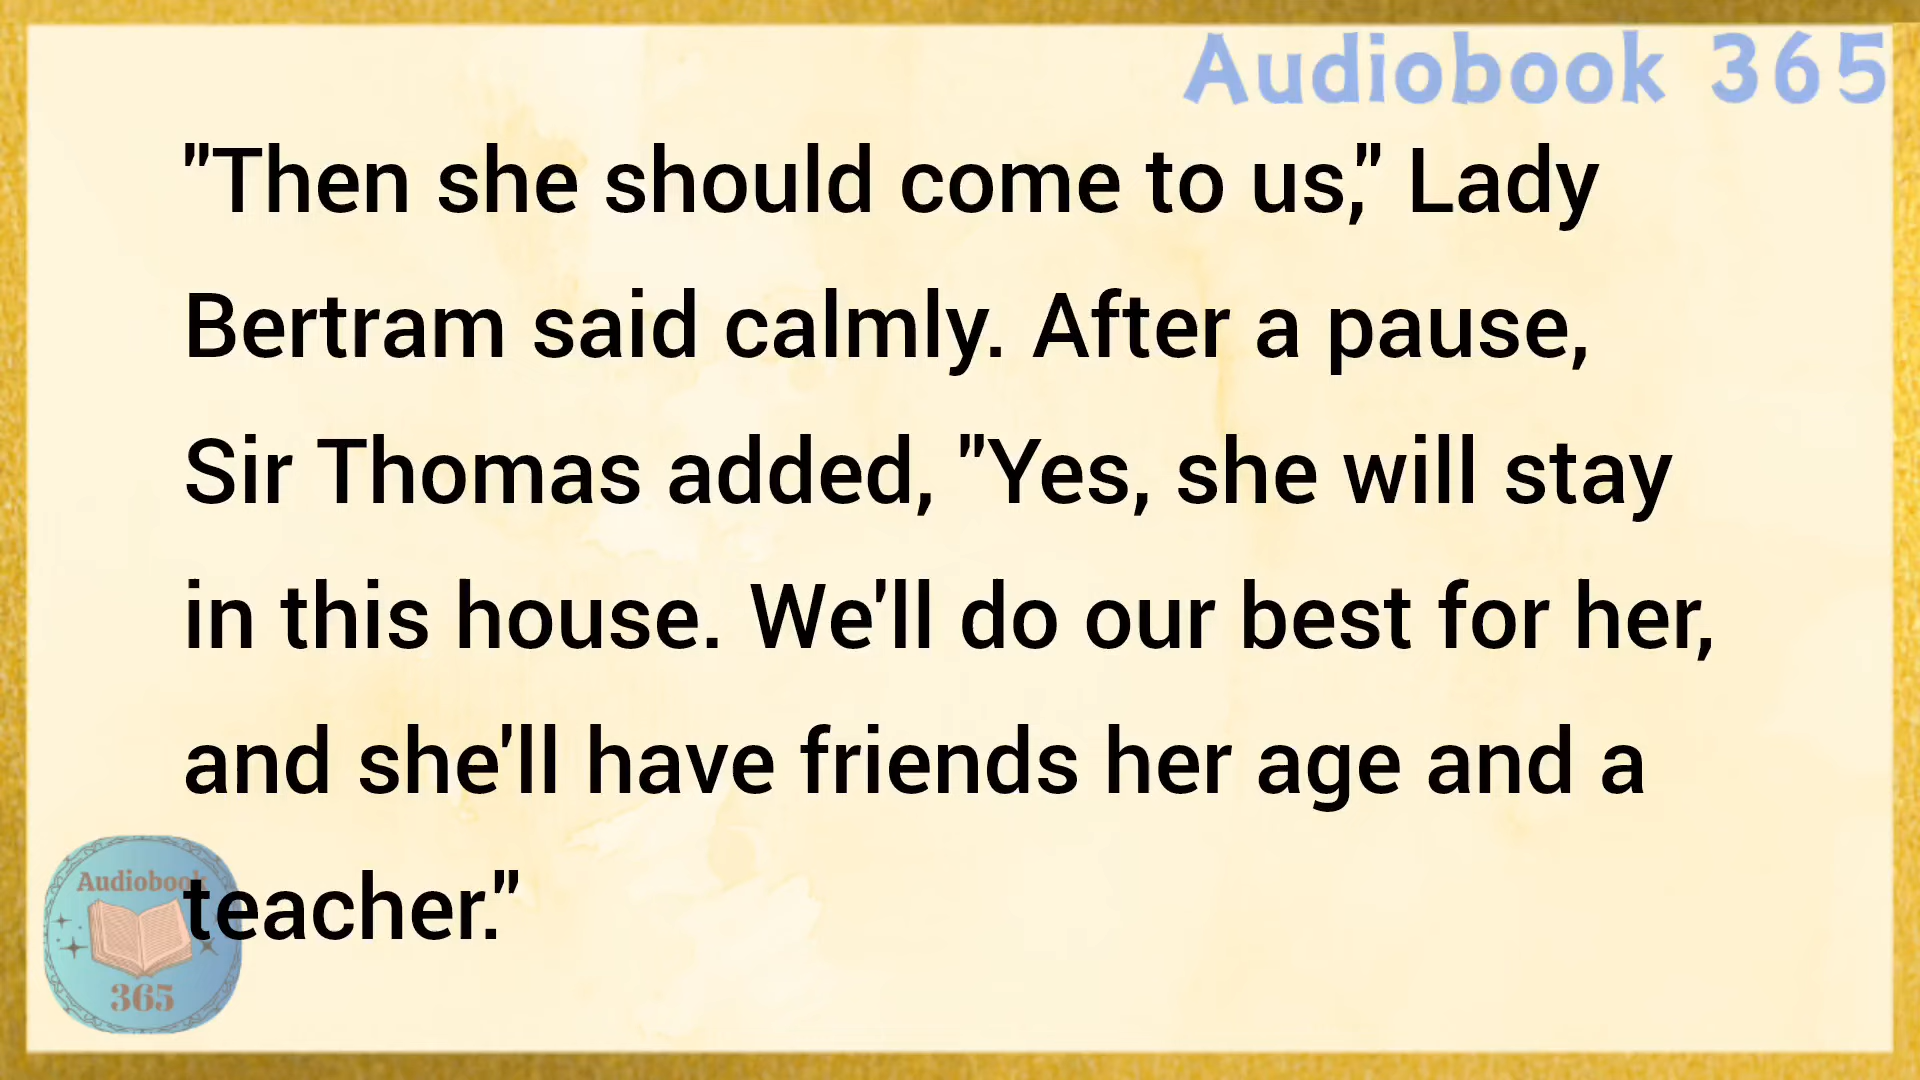 Audiobook 365
"Then she should come to us," Lady
Bertram said calmly. After a pause,
Sir Thomas added, "Yes, she will stay
in this house. We'll do our best for her,
and she'll have friends her age and a
teacher."
Audiobook
365